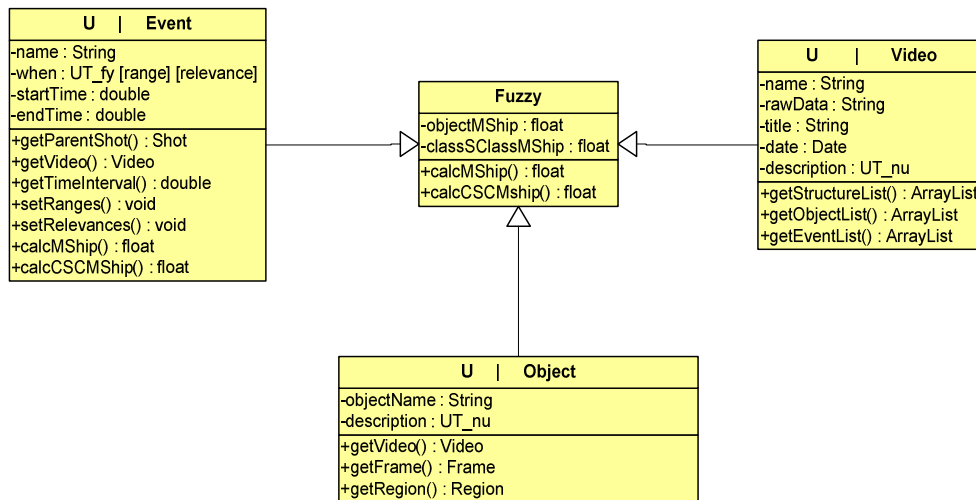 U | Event
-name : String
-when : UT_fy [range] [relevance]
-startTime : double
-endTime : double
+getParentShot() : Shot
+getVideo() : Video
+getTimeInterval() : double
+setRanges() : void
+setRelevances() : void
+calcMShip() : float
+calcCSCMShip() : float
Fuzzy
-objectMShip : float
-classSClassMShip : float
+calcMShip() : float
+calcCSCMship() : float
U | Video
-name : String
-rawData : String
-title : String
-date : Date
-description : UT_nu
+getStructureList() : ArrayList
+getObjectList() : ArrayList
+getEventList() : ArrayList
U | Object
-objectName : String
-description : UT_nu
+getVideo() : Video
+getFrame() : Frame
+getRegion() : Region